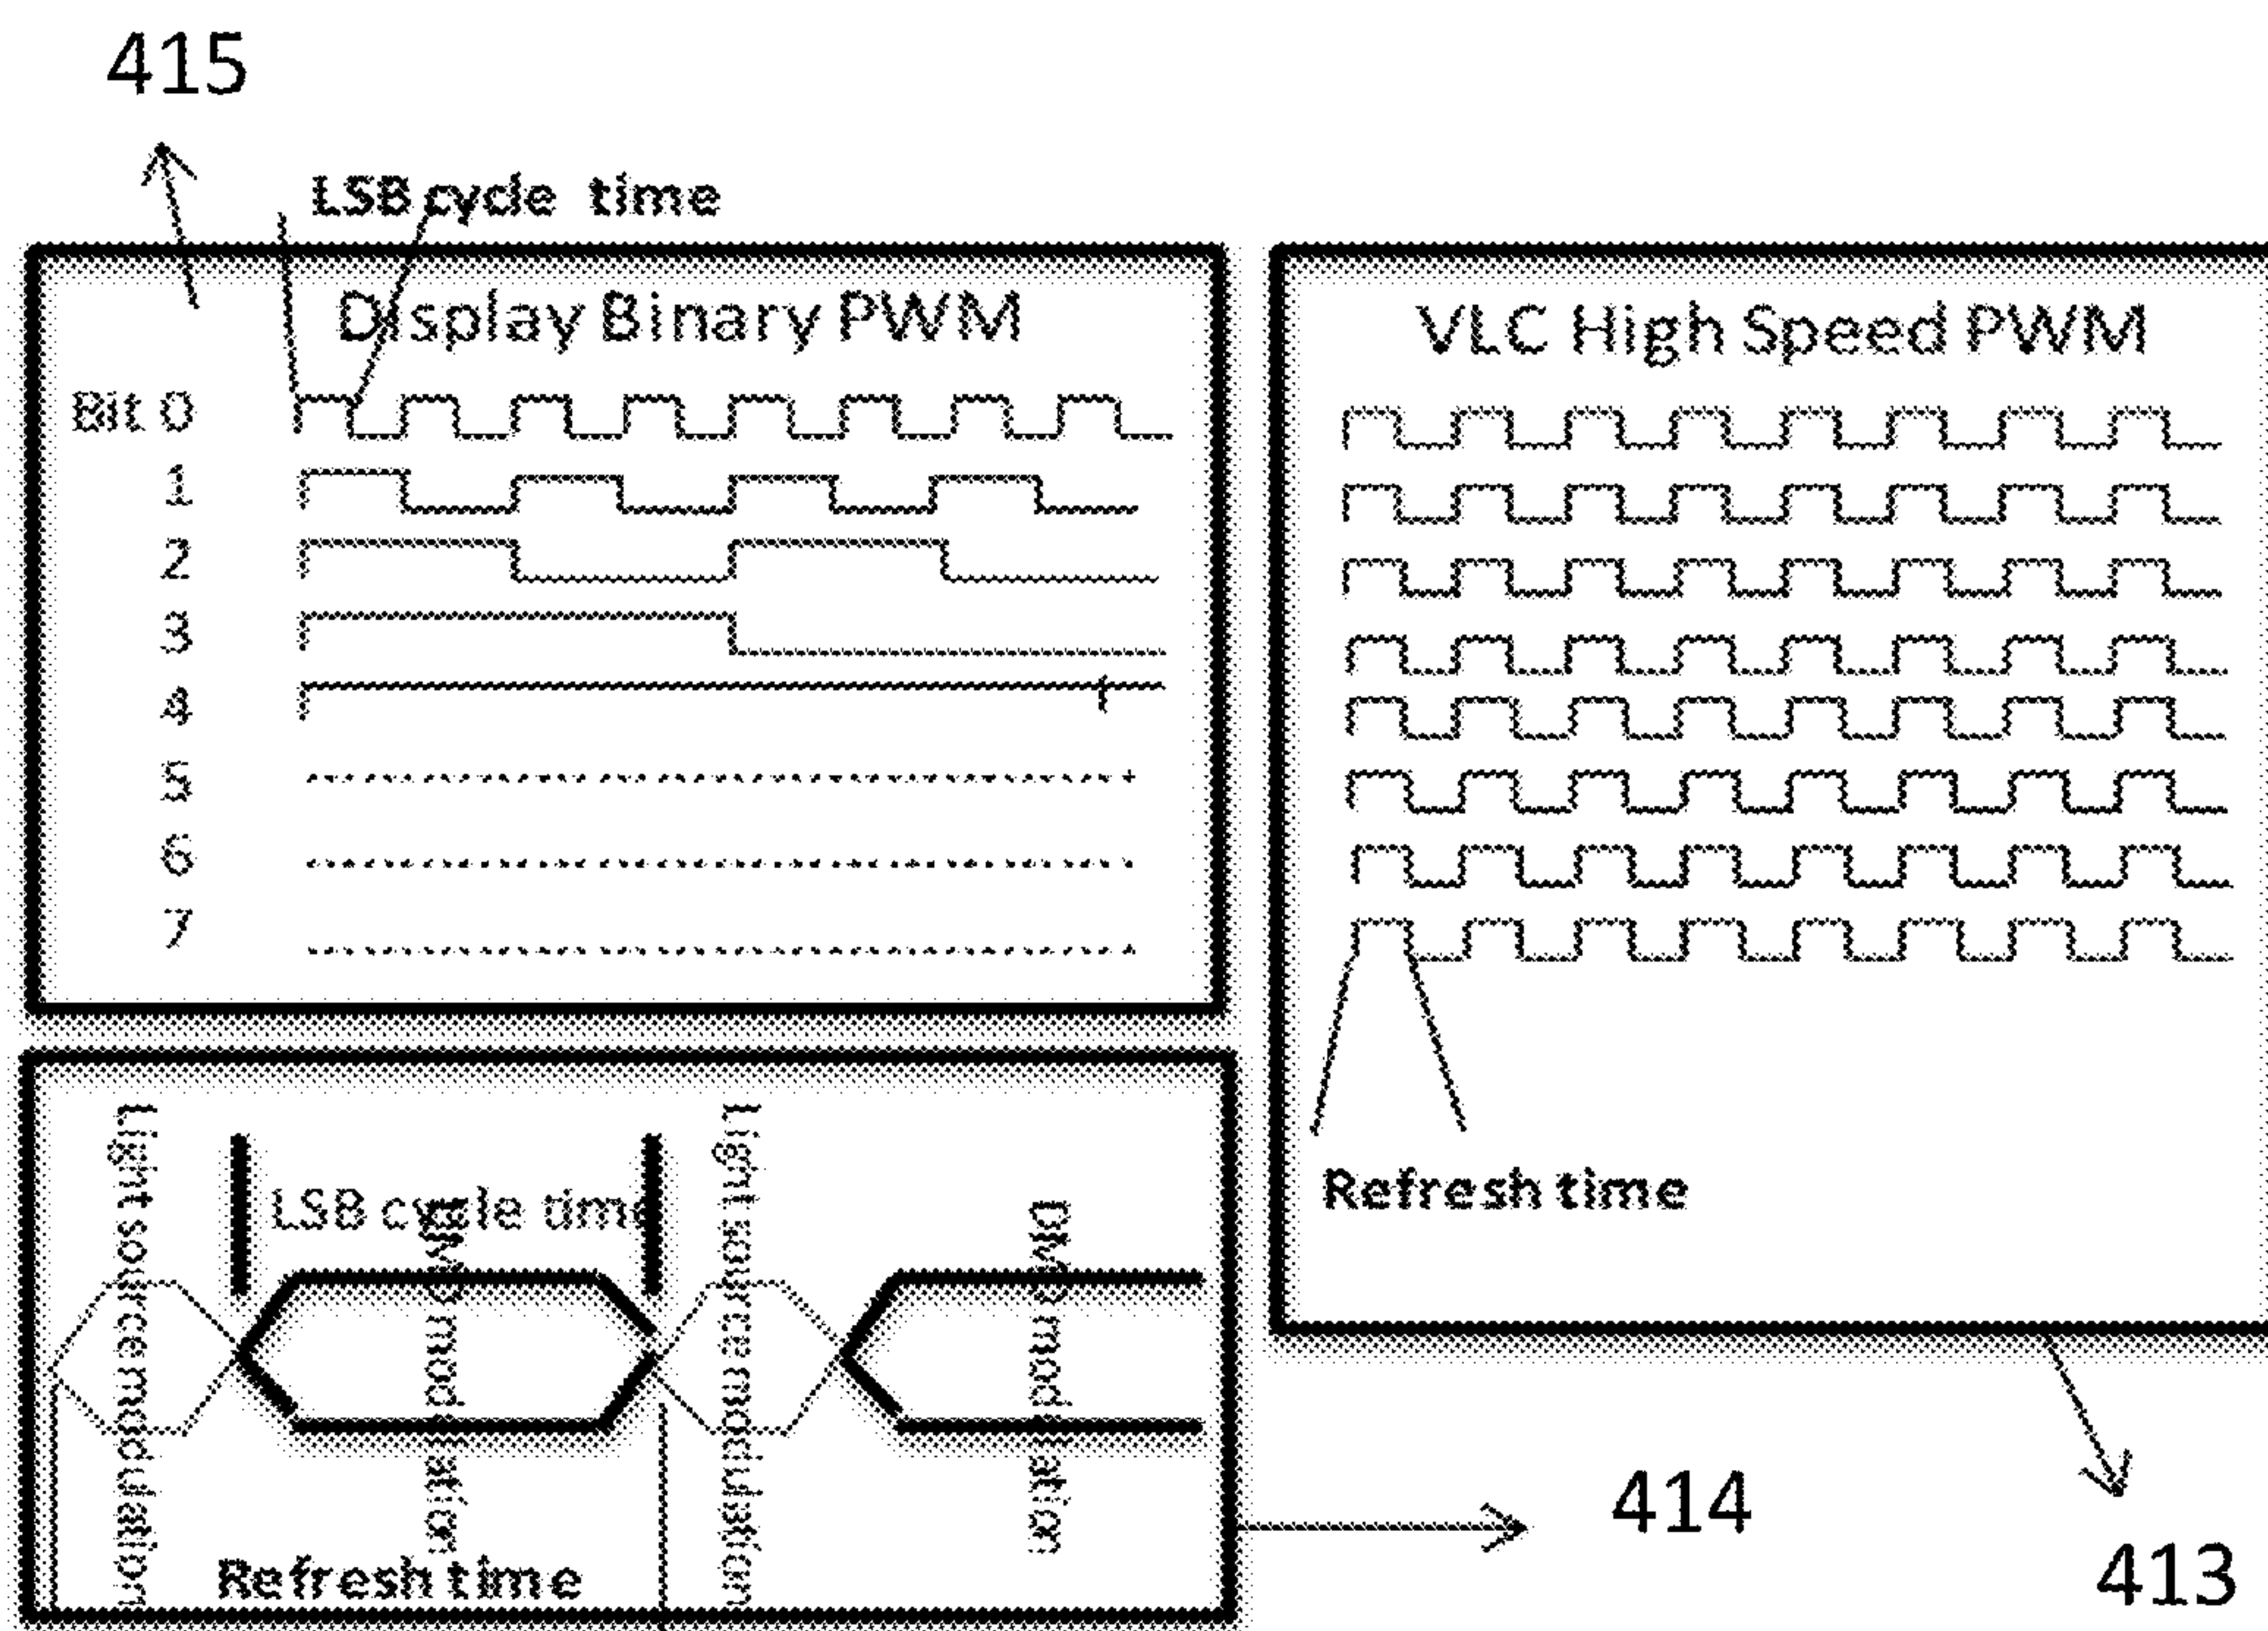 415
LSB cycle time
Display Binary PWM
Bit 0
1
2
3
4
5
6
7
VLC High Speed PWM
Refresh time
Light source modulation
LSB cycle time
DMD modulation
Light source modulation
DMD modulation
Refresh time
414
413